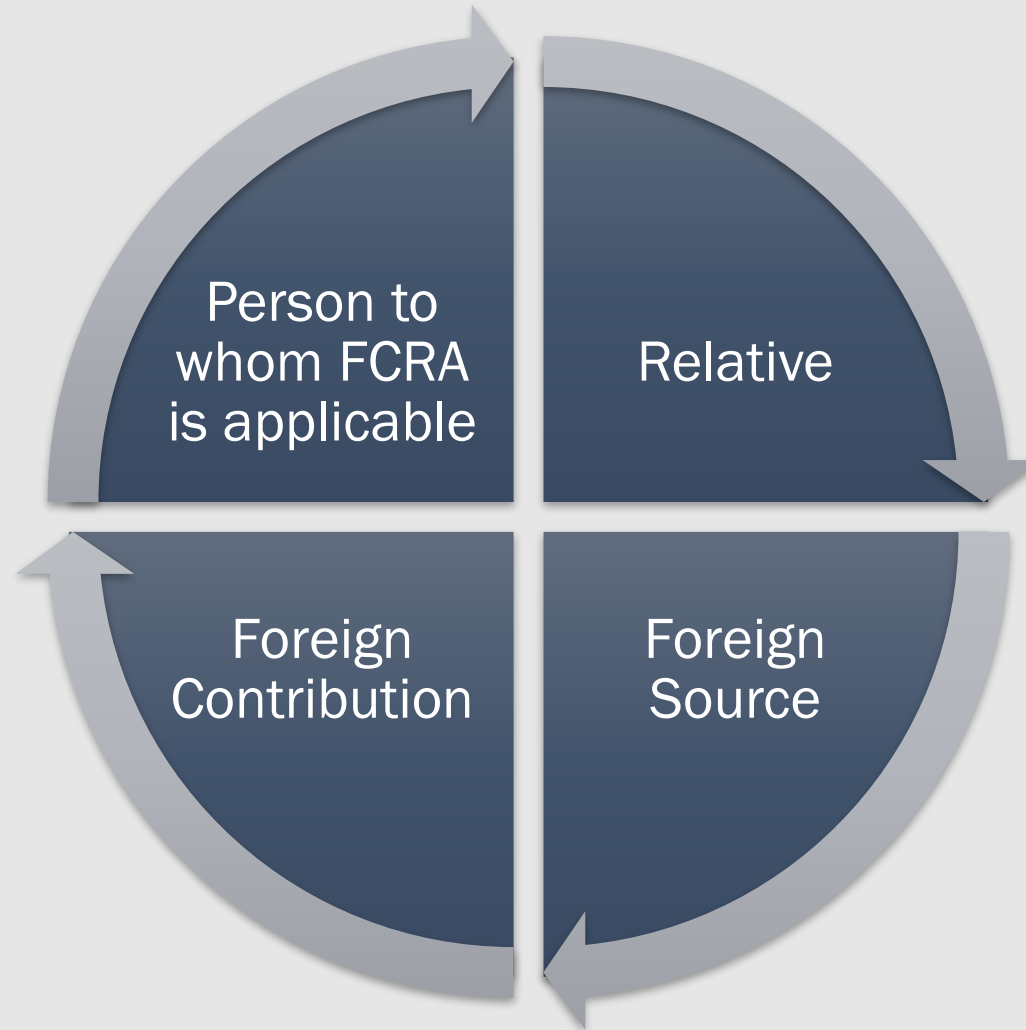 Person to
whom FCRA
is applicable
Relative
Foreign
Contribution
Foreign
Source